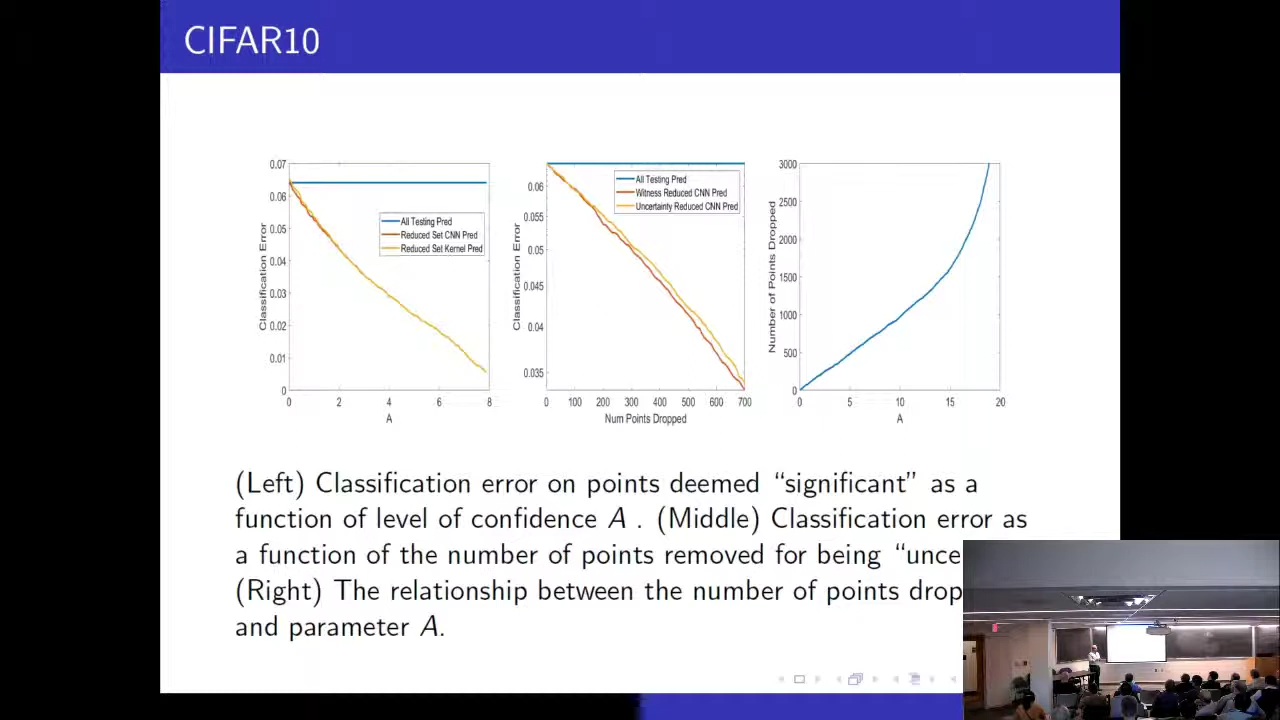 CIFAR10
0.07
0.06
0.05
0.04
0.03
0.02
0.01
0
Classification Error
0 2 4 6 8
A
All Testing Pred
Reduced Set CNN Pred
Reduced Set Kernel Pred
0.06
0.055
0.05
0.045
0.04
0.035
Classification Error
0 100 200 300 400 500 600 700
Num Points Dropped
All Testing Pred
Witness Reduced CNN Pred
Uncertainty Reduced CNN Pred
3000
2500
2000
1500
1000
500
0
Number of Points Dropped
0 5 10 15 20
A
(Left) Classification error on points deemed “significant” as a
function of level of confidence A . (Middle) Classification error as
a function of the number of points removed for being “unce
(Right) The relationship between the number of points drop
and parameter A.